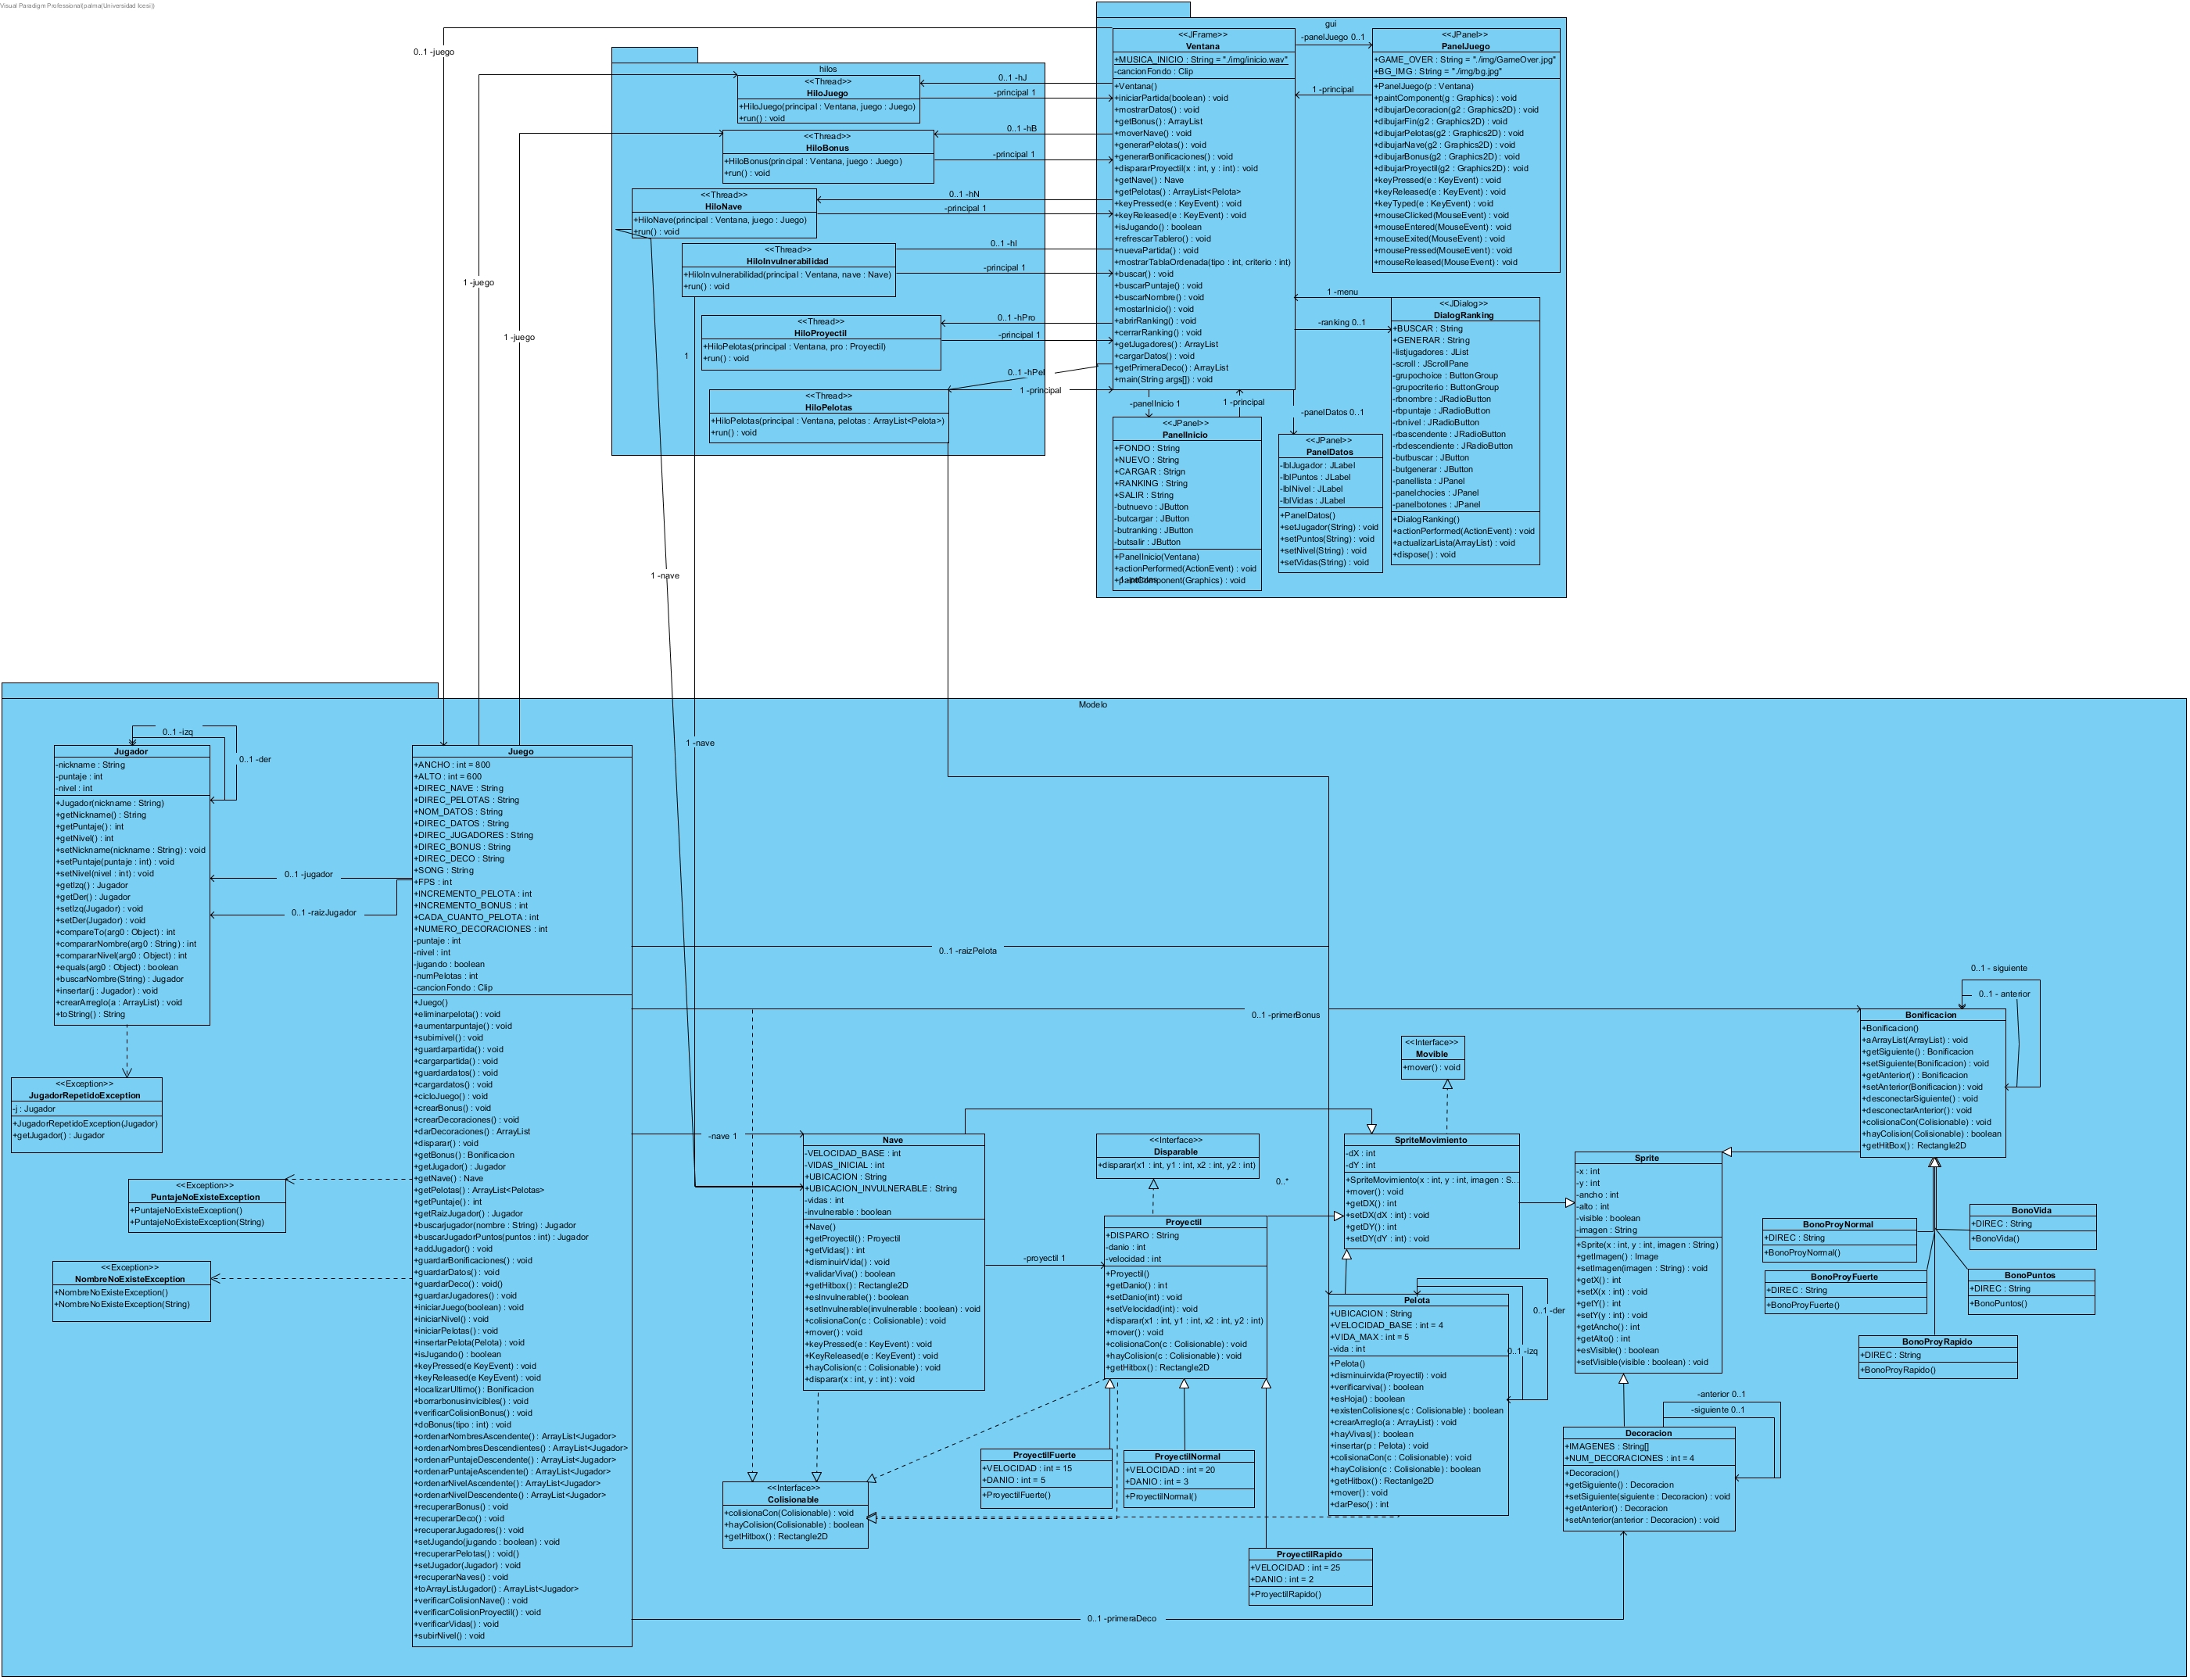 Visual Paradigm Professional(palma(Universidad Icesi))
gui
<<JFrame>>
Ventana
+MUSICA_INICIO : String = "./img/inicio.wav"
-cancionFondo : Clip
+Ventana()
+iniciarPartida(boolean) : void
+mostrarDatos() : void
+getBonus() : ArrayList
+moverNave() : void
+generarPelotas() : void
+generarBonificaciones() : void
+dispararProyectil(x : int, y : int) : void
+getNave() : Nave
+getPelotas() : ArrayList<Pelota>
+keyPressed(e : KeyEvent) : void
+keyReleased(e : KeyEvent) : void
+isJugando() : boolean
+refrescarTablero() : void
+nuevaPartida() : void
+mostrarTablaOrdenada(tipo : int, criterio : int)
+buscar() : void
+buscarPuntaje() : void
+buscarNombre() : void
+mostarInicio() : void
+abrirRanking() : void
+cerrarRanking() : void
+getJugadores() : ArrayList
+cargarDatos() : void
+getPrimeraDeco() : ArrayList
+main(String args[]) : void
-panelJuego 0..1
1 -principal
<<JPanel>>
PanelJuego
+GAME_OVER : String = "./img/GameOver.jpg"
+BG_IMG : String = "./img/bg.jpg"
+PanelJuego(p : Ventana)
+paintComponent(g : Graphics) : void
+dibujarDecoracion(g2 : Graphics2D) : void
+dibujarFin(g2 : Graphics2D) : void
+dibujarPelotas(g2 : Graphics2D) : void
+dibujarNave(g2 : Graphics2D) : void
+dibujarBonus(g2 : Graphics2D) : void
+dibujarProyectil(g2 : Graphics2D) : void
+keyPressed(e : KeyEvent) : void
+keyReleased(e : KeyEvent) : void
+keyTyped(e : KeyEvent) : void
+mouseClicked(MouseEvent) : void
+mouseEntered(MouseEvent) : void
+mouseExited(MouseEvent) : void
+mousePressed(MouseEvent) : void
+mouseReleased(MouseEvent) : void
1 -menu
-ranking 0..1
<<JDialog>>
DialogRanking
+BUSCAR : String
+GENERAR : String
-listjugadores : JList
-scroll : JScrollPane
-grupochoice : ButtonGroup
-grupocriterio : ButtonGroup
-rbnombre : JRadioButton
-rbpuntaje : JRadioButton
-rbnivel : JRadioButton
-rbascendente : JRadioButton
-rbdescendiente : JRadioButton
-butbuscar : JButton
-butgenerar : JButton
-panellista : JPanel
-panelchocies : JPanel
-panelbotones : JPanel
+DialogRanking()
+actionPerformed(ActionEvent) : void
+actualizarLista(ArrayList) : void
+dispose() : void
-panelInicio 1
1 -principal
-panelDatos 0..1
<<JPanel>>
PanelInicio
+FONDO : String
+NUEVO : String
+CARGAR : Strign
+RANKING : String
+SALIR : String
-butnuevo : JButton
-butcargar : JButton
-butranking : JButton
-butsalir : JButton
+PanelInicio(Ventana)
+actionPerformed(ActionEvent) : void
+paintComponent(Graphics) : void
<<JPanel>>
PanelDatos
-lblJugador : JLabel
-lblPuntos : JLabel
-lblNivel : JLabel
-lblVidas : JLabel
+PanelDatos()
+setJugador(String) : void
+setPuntos(String) : void
+setNivel(String) : void
+setVidas(String) : void
hilos
<<Thread>>
HiloJuego
+HiloJuego(principal : Ventana, juego : Juego)
+run() : void
0..1 -hJ
-principal 1
<<Thread>>
HiloBonus
+HiloBonus(principal : Ventana, juego : Juego)
+run() : void
0..1 -hB
-principal 1
<<Thread>>
HiloNave
+HiloNave(principal : Ventana, juego : Juego)
+run() : void
0..1 -hN
-principal 1
<<Thread>>
HiloInvulnerabilidad
+HiloInvulnerabilidad(principal : Ventana, nave : Nave)
+run() : void
0..1 -hI
-principal 1
<<Thread>>
HiloProyectil
+HiloPelotas(principal : Ventana, pro : Proyectil)
+run() : void
0..1 -hPro
-principal 1
<<Thread>>
HiloPelotas
+HiloPelotas(principal : Ventana, pelotas : ArrayList<Pelota>)
+run() : void
0..1 -hPel
1 -principal
0..1 -juego
1 -juego
1 -juego
1
1 -nave
1 -nave
Modelo
0..1 -izq
0..1 -der
Jugador
-nickname : String
-puntaje : int
-nivel : int
+Jugador(nickname : String)
+getNickname() : String
+getPuntaje() : int
+getNivel() : int
+setNickname(nickname : String) : void
+setPuntaje(puntaje : int) : void
+setNivel(nivel : int) : void
+getIzq() : Jugador
+getDer() : Jugador
+setIzq(Jugador) : void
+setDer(Jugador) : void
+compareTo(arg0 : Object) : int
+compararNombre(arg0 : String) : int
+compararNivel(arg0 : Object) : int
+equals(arg0 : Object) : boolean
+buscarNombre(String) : Jugador
+insertar(j : Jugador) : void
+crearArreglo(a : ArrayList) : void
+toString() : String
0..1 -jugador
0..1 -raizJugador
<<Exception>>
JugadorRepetidoException
-j : Jugador
+JugadorRepetidoException(Jugador)
+getJugador() : Jugador
<<Exception>>
PuntajeNoExisteException
+PuntajeNoExisteException()
+PuntajeNoExisteException(String)
<<Exception>>
NombreNoExisteException
+NombreNoExisteException()
+NombreNoExisteException(String)
Juego
+ANCHO : int = 800
+ALTO : int = 600
+DIREC_NAVE : String
+DIREC_PELOTAS : String
+NOM_DATOS : String
+DIREC_DATOS : String
+DIREC_JUGADORES : String
+DIREC_BONUS : String
+DIREC_DECO : String
+SONG : String
+FPS : int
+INCREMENTO_PELOTA : int
+INCREMENTO_BONUS : int
+CADA_CUANTO_PELOTA : int
+NUMERO_DECORACIONES : int
-puntaje : int
-nivel : int
-jugando : boolean
-numPelotas : int
-cancionFondo : Clip
+Juego()
+eliminarpelota() : void
+aumentarpuntaje() : void
+subirnivel() : void
+guardarpartida() : void
+cargarpartida() : void
+guardardatos() : void
+cargardatos() : void
+cicloJuego() : void
+crearBonus() : void
+crearDecoraciones() : void
+darDecoraciones() : ArrayList
+disparar() : void
+getBonus() : Bonificacion
+getJugador() : Jugador
+getNave() : Nave
+getPelotas() : ArrayList<Pelotas>
+getPuntaje() : int
+getRaizJugador() : Jugador
+buscarjugador(nombre : String) : Jugador
+buscarJugadorPuntos(puntos : int) : Jugador
+addJugador() : void
+guardarBonificaciones() : void
+guardarDatos() : void
+guardarDeco() : void()
+guardarJugadores() : void
+iniciarJuego(boolean) : void
+iniciarNivel() : void
+iniciarPelotas() : void
+insertarPelota(Pelota) : void
+isJugando() : boolean
+keyPressed(e KeyEvent) : void
+keyReleased(e KeyEvent) : void
+localizarUltimo() : Bonificacion
+borrarbonusinvicibles() : void
+verificarColisionBonus() : void
+doBonus(tipo : int) : void
+ordenarNombresAscendente() : ArrayList<Jugador>
+ordenarNombresDescendientes() : ArrayList<Jugador>
+ordenarPuntajeDescendente() : ArrayList<Jugador>
+ordenarPuntajeAscendente() : ArrayList<Jugador>
+ordenarNivelAscendente() : ArrayList<Jugador>
+ordenarNivelDescendente() : ArrayList<Jugador>
+recuperarBonus() : void
+recuperarDeco() : void
+recuperarJugadores() : void
+setJugando(jugando : boolean) : void
+recuperarPelotas() : void()
+setJugador(Jugador) : void
+recuperarNaves() : void
+toArrayListJugador() : ArrayList<Jugador>
+verificarColisionNave() : void
+verificarColisionProyectil() : void
+verificarVidas() : void
+subirNivel() : void
0..1 -raizPelota
0..1 -primerBonus
-nave 1
0..1 -primeraDeco
Nave
-VELOCIDAD_BASE : int
-VIDAS_INICIAL : int
+UBICACION : String
+UBICACION_INVULNERABLE : String
-vidas : int
-invulnerable : boolean
+Nave()
+getProyectil() : Proyectil
+getVidas() : int
+disminuirVida() : void
+validarViva() : boolean
+getHitbox() : Rectangle2D
+esInvulnerable() : boolean
+setInvulnerable(invulnerable : boolean) : void
+colisionaCon(c : Colisionable) : void
+mover() : void
+keyPressed(e : KeyEvent) : void
+KeyReleased(e : KeyEvent) : void
+hayColision(c : Colisionable) : void
+disparar(x : int, y : int) : void
-proyectil 1
<<Interface>>
Colisionable
+colisionaCon(Colisionable) : void
+hayColision(Colisionable) : boolean
+getHitbox() : Rectangle2D
<<Interface>>
Disparable
+disparar(x1 : int, y1 : int, x2 : int, y2 : int)
0..*
Proyectil
+DISPARO : String
-danio : int
-velocidad : int
+Proyectil()
+getDanio() : int
+setDanio(int) : void
+setVelocidad(int) : void
+disparar(x1 : int, y1 : int, x2 : int, y2 : int)
+mover() : void
+colisionaCon(c : Colisionable) : void
+hayColision(c : Colisionable) : void
+getHitbox() : Rectangle2D
ProyectilFuerte
+VELOCIDAD : int = 15
+DANIO : int = 5
+ProyectilFuerte()
ProyectilNormal
+VELOCIDAD : int = 20
+DANIO : int = 3
+ProyectilNormal()
ProyectilRapido
+VELOCIDAD : int = 25
+DANIO : int = 2
+ProyectilRapido()
<<Interface>>
Movible
+mover() : void
SpriteMovimiento
-dX : int
-dY : int
+SpriteMovimiento(x : int, y : int, imagen : S...
+mover() : void
+getDX() : int
+setDX(dX : int) : void
+getDY() : int
+setDY(dY : int) : void
Pelota
+UBICACION : String
+VELOCIDAD_BASE : int = 4
+VIDA_MAX : int = 5
-vida : int
+Pelota()
+disminuirvida(Proyectil) : void
+verificarviva() : boolean
+esHoja() : boolean
+existenColisiones(c : Colisionable) : boolean
+crearArreglo(a : ArrayList) : void
+hayVivas() : boolean
+insertar(p : Pelota) : void
+colisionaCon(c : Colisionable) : void
+hayColision(c : Colisionable) : boolean
+getHitbox() : RectanIge2D
+mover() : void
+darPeso() : int
0..1 -der
0..1 -izq
Sprite
-x : int
-y : int
-ancho : int
-alto : int
-visible : boolean
-imagen : String
+Sprite(x : int, y : int, imagen : String)
+getImagen() : Image
+setImagen(imagen : String) : void
+getX() : int
+setX(x : int) : void
+getY() : int
+setY(y : int) : void
+getAncho() : int
+getAlto() : int
+esVisible() : boolean
+setVisible(visible : boolean) : void
-anterior 0..1
-siguiente 0..1
Decoracion
+IMAGENES : String[]
+NUM_DECORACIONES : int = 4
+Decoracion()
+getSiguiente() : Decoracion
+setSiguiente(siguiente : Decoracion) : void
+getAnterior() : Decoracion
+setAnterior(anterior : Decoracion) : void
0..1 - siguiente
0..1 - anterior
Bonificacion
+Bonificacion()
+aArrayList(ArrayList) : void
+getSiguiente() : Bonificacion
+setSiguiente(Bonificacion) : void
+getAnterior() : Bonificacion
+setAnterior(Bonificacion) : void
+desconectarSiguiente() : void
+desconectarAnterior() : void
+colisionaCon(Colisionable) : void
+hayColision(Colisionable) : boolean
+getHitBox() : Rectangle2D
BonoProyNormal
+DIREC : String
+BonoProyNormal()
BonoVida
+DIREC : String
+BonoVida()
BonoProyFuerte
+DIREC : String
+BonoProyFuerte()
BonoPuntos
+DIREC : String
+BonoPuntos()
BonoProyRapido
+DIREC : String
+BonoProyRapido()